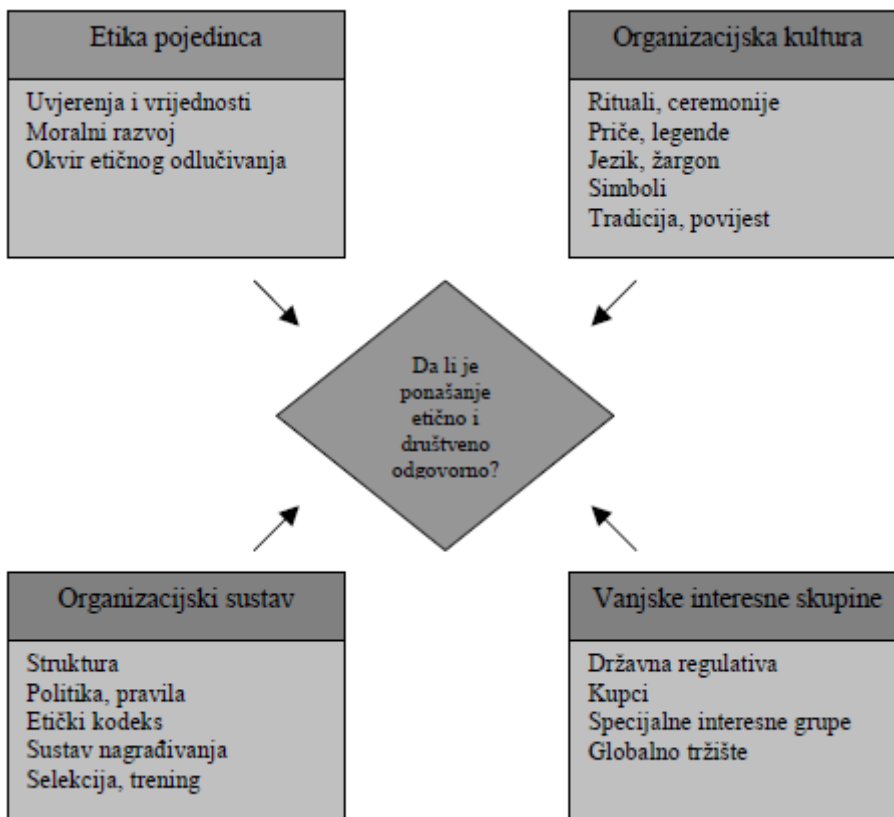 Etika pojedinca
Uvjerenja i vrijednosti
Moralni razvoj
Okvir etičnog odlučivanja
Organizacijska kultura
Rituali, ceremonije
Priče, legende
Jezik, žargon
Simboli
Tradicija, povijest
Da li je
ponašanje
etično i
društveno
odgovorno?
Organizacijski sustav
Struktura
Politika, pravila
Etički kodeks
Sustav nagrađivanja
Selekcija, trening
Vanjske interesne skupine
Državna regulativa
Kupci
Specijalne interesne grupe
Globalno tržište